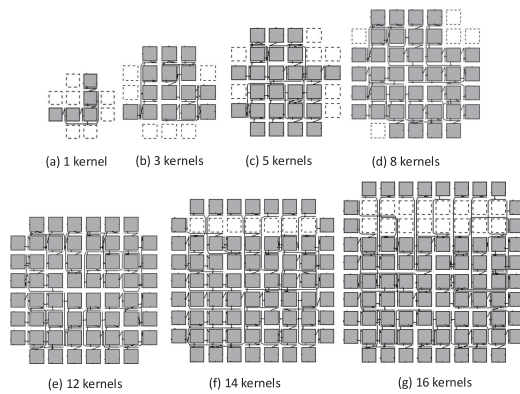 (a) 1 kernel
(b) 3 kernels
(c) 5 kernels
(d) 8 kernels
(e) 12 kernels
(f) 14 kernels
(g) 16 kernels